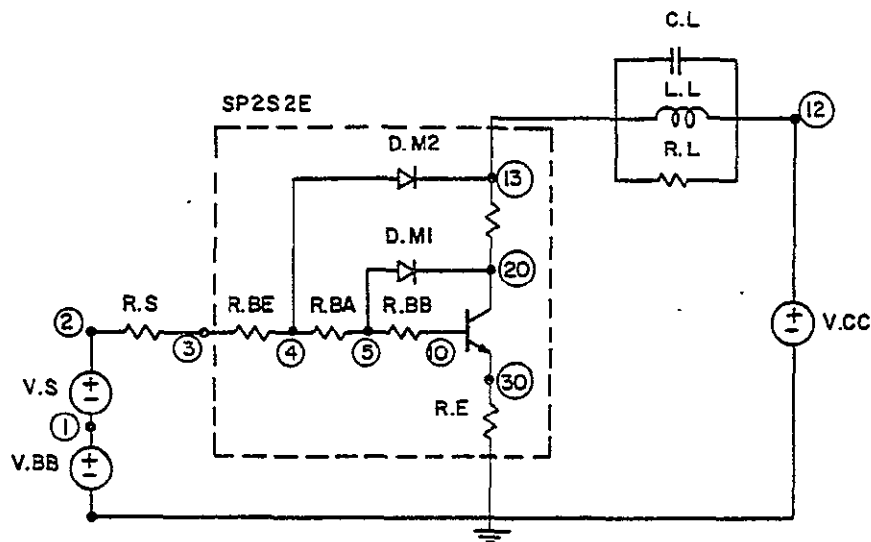 C.L
L.L
R.L
12
SP2S2E
D.M2
13
D.M1
20
2
R.S
3
R.BE
4
R.BA
5
R.BB
10
V.CC
V.S
1
V.BB
30
R.E